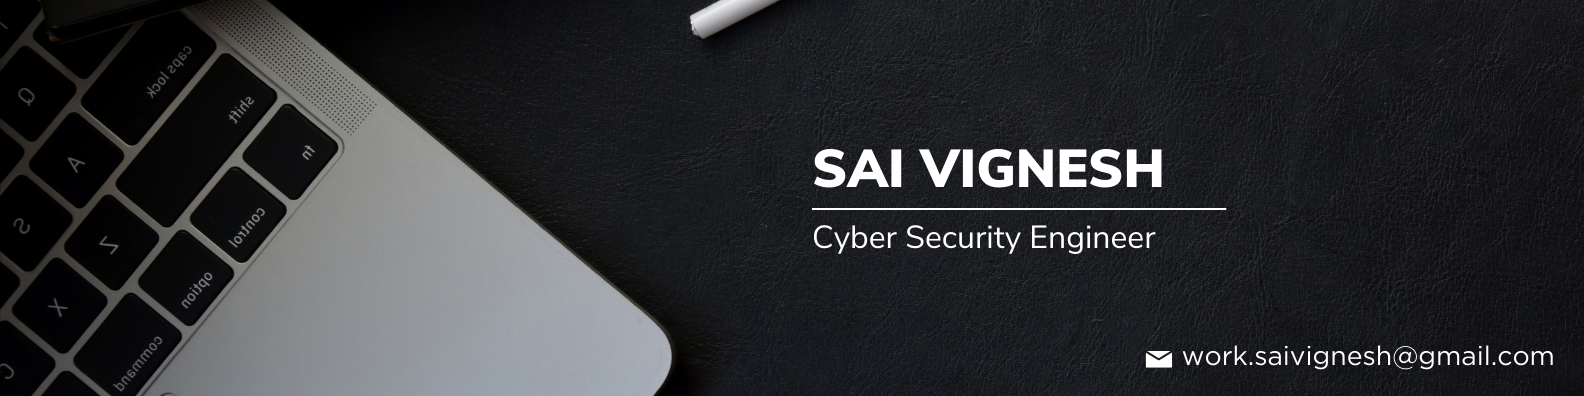 SAI VIGNESH
Cyber Security Engineer
work.saivignesh@gmail.com
caps lock
Q
shift
A
fn
S
Z
control
X
option
C
command